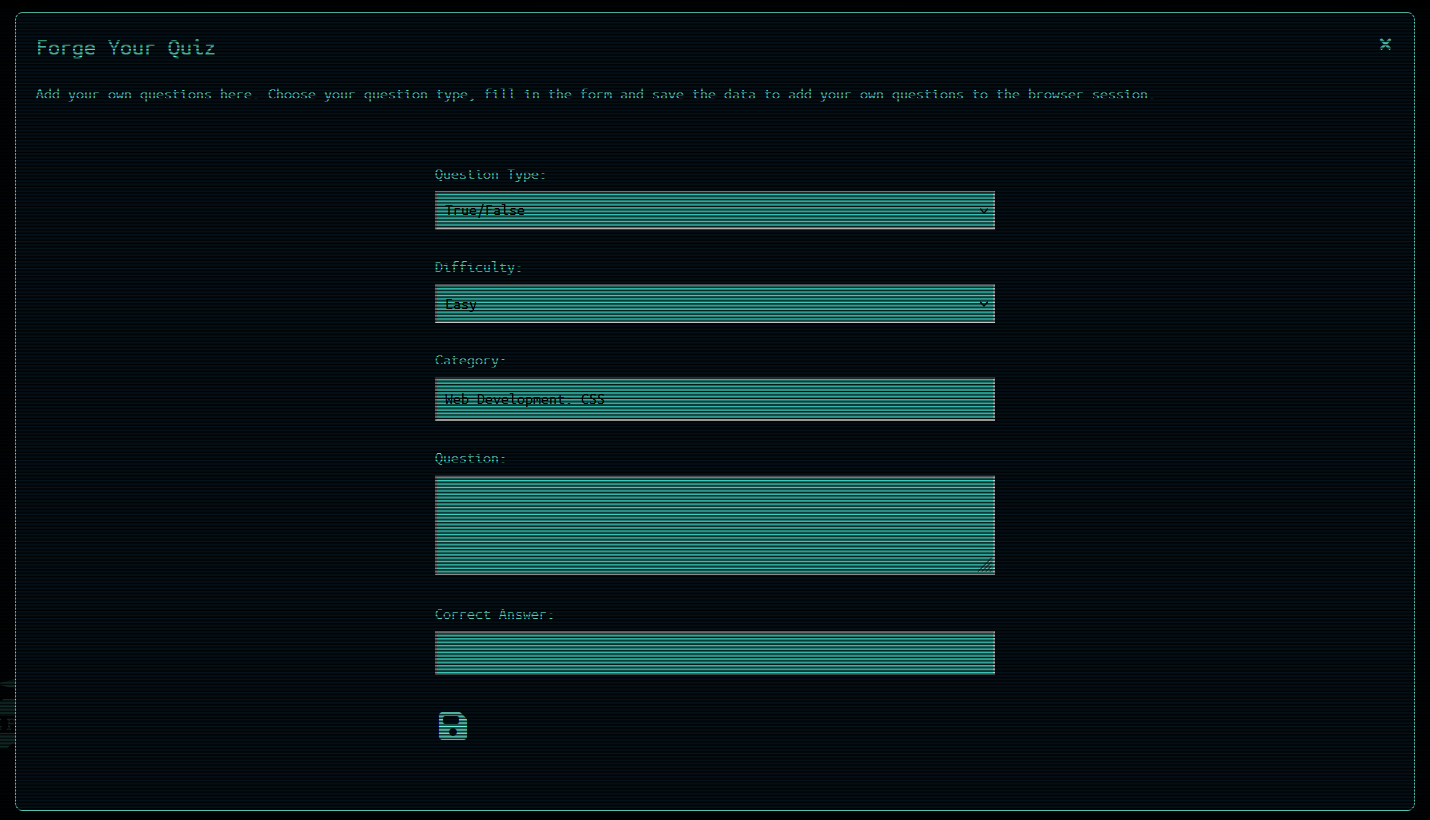 Forge Your Quiz
X
Add your own questions here. Choose your question type, fill in the form and save the data to add your own questions to the browser session.
Question Type:
True/False
Difficulty:
Easy
Category:
Web Development, CSS
Question:
Correct Answer: